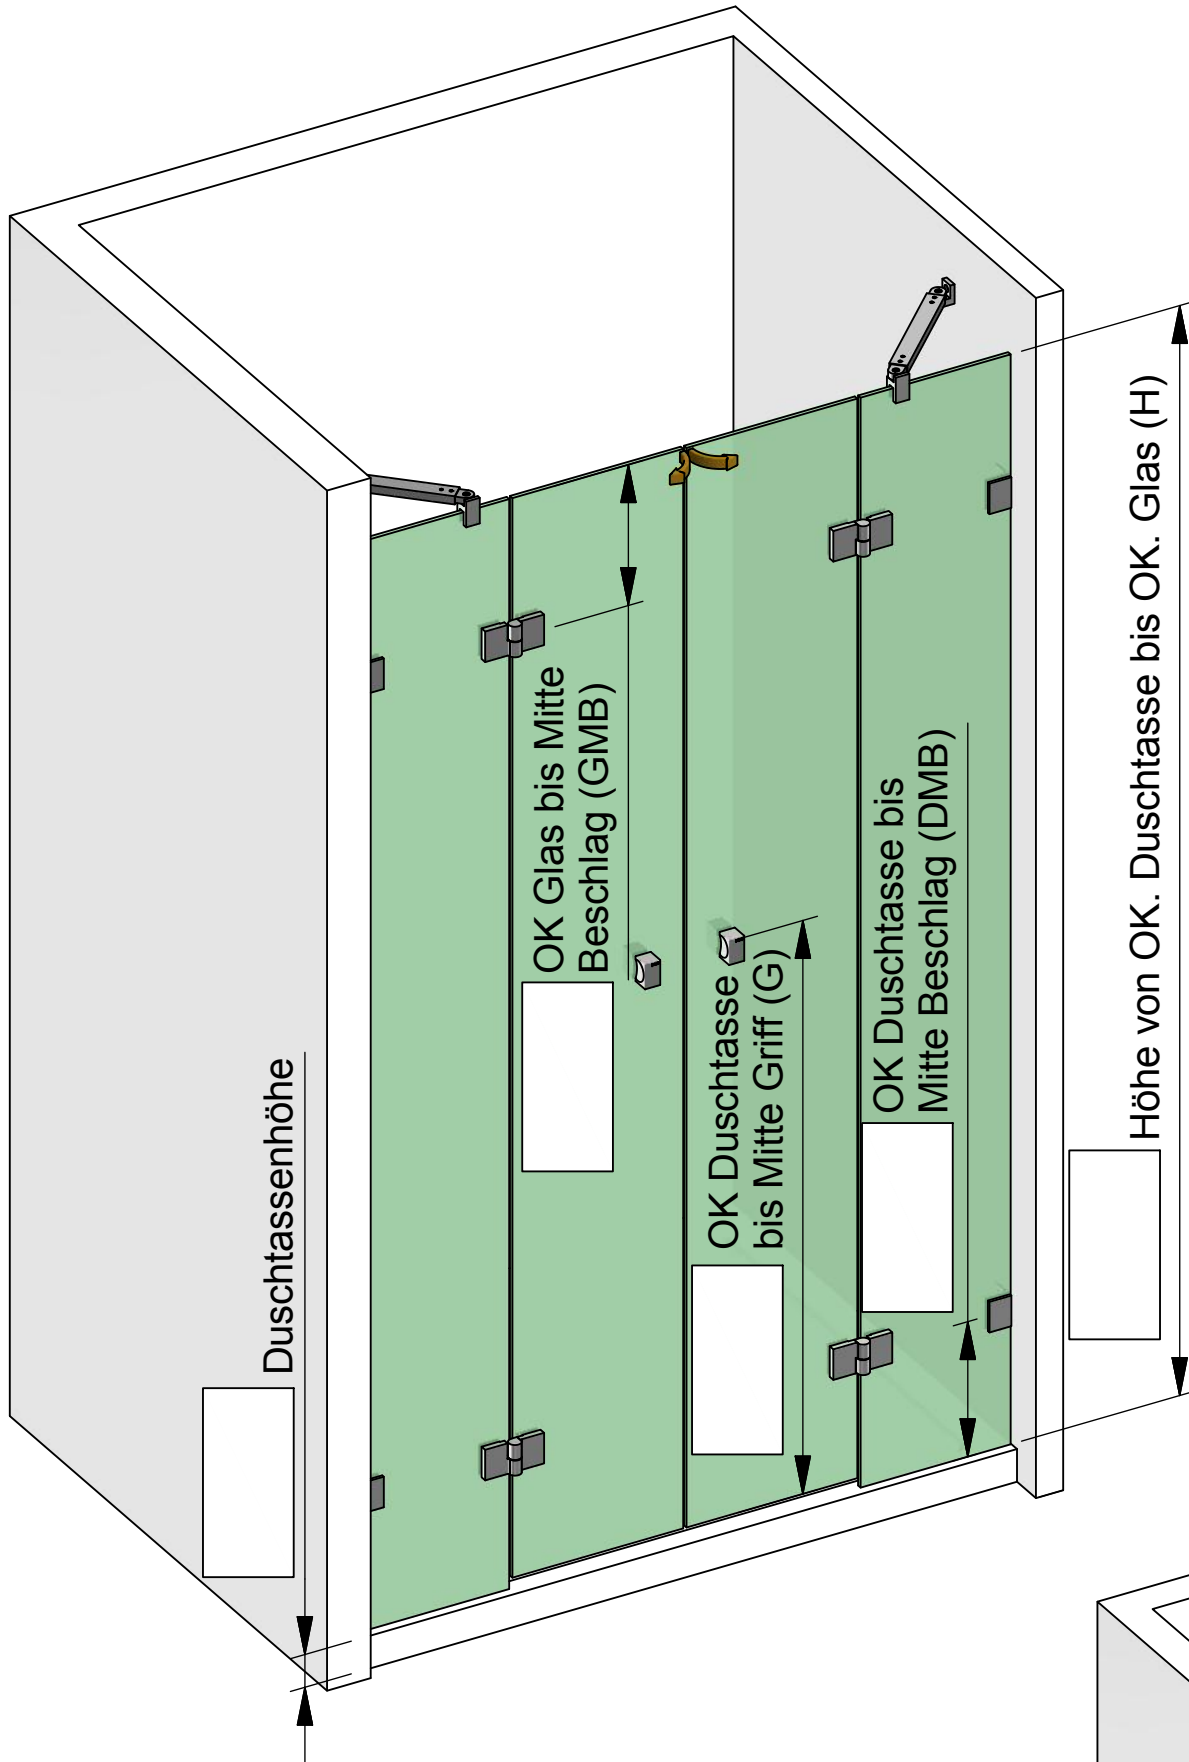 Duschtassenhöhe
OK Glas bis Mitte
Beschlag (GMB)
OK Duschtasse
bis Mitte Griff (G)
OK Duschtasse bis
Mitte Beschlag (DMB)
Höhe von OK. Duschtasse bis OK. Glas (H)